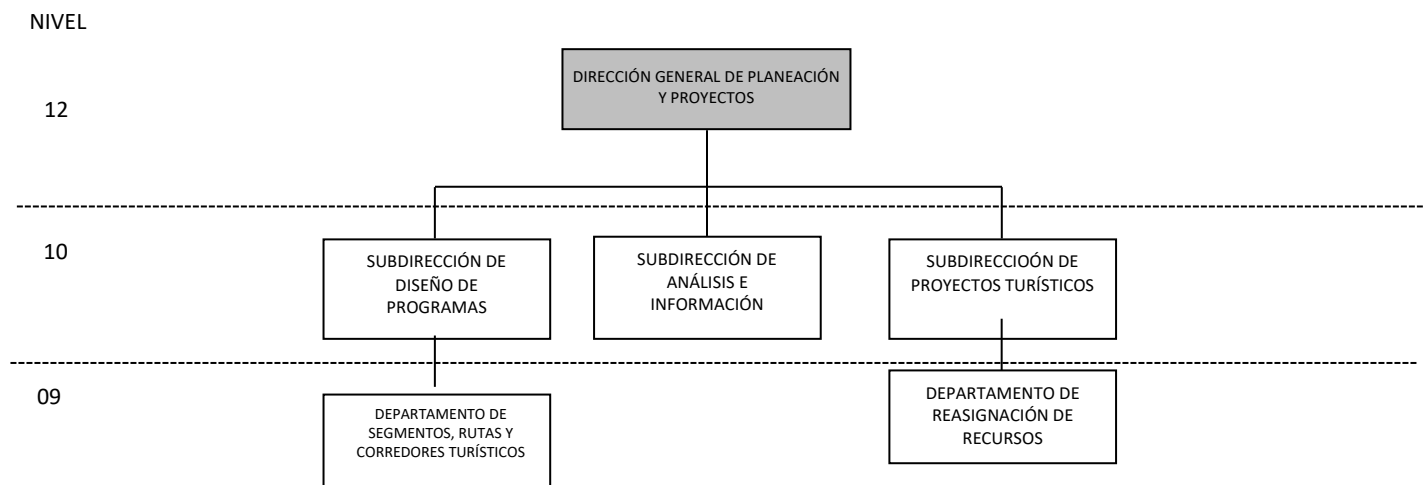 NIVEL
DIRECCIÓN GENERAL DE PLANEACIÓN
Y PROYECTOS
12
10
SUBDIRECCIÓN DE
DISEÑO DE
PROGRAMAS
SUBDIRECCIÓN DE
ANÁLISIS E
INFORMACIÓN
SUBDIRECCIOÓN DE
PROYECTOS TURÍSTICOS
09
DEPARTAMENTO DE
SEGMENTOS, RUTAS Y
CORREDORES TURÍSTICOS
DEPARTAMENTO DE
REASIGNACIÓN DE
RECURSOS